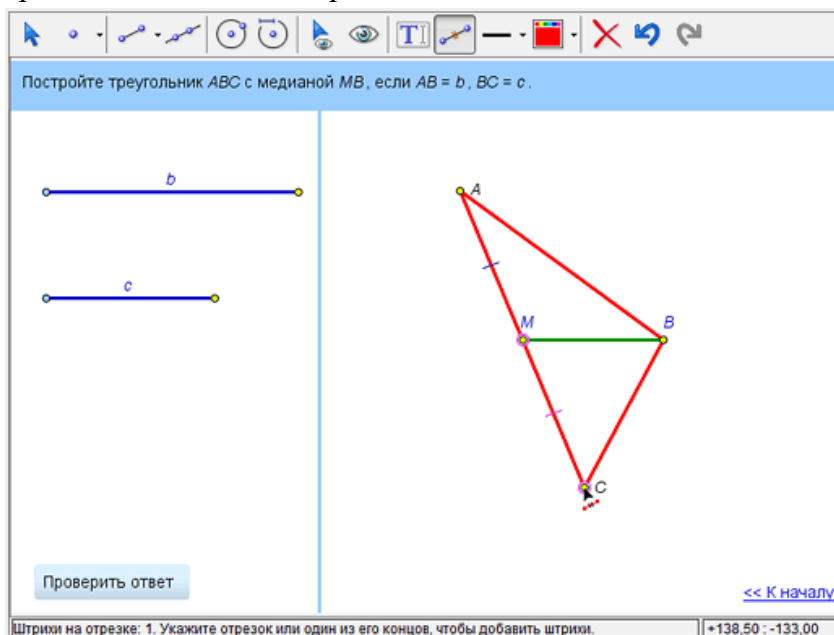 T
Постройте треугольник ABC с медианой MB, если AB = b, BC = c.
b
c
A
M
B
C
Проверить ответ
<< К началу
Штрихи на отрезке: 1. Укажите отрезок или один из его концов, чтобы добавить штрихи.
+138,50 : -133,00